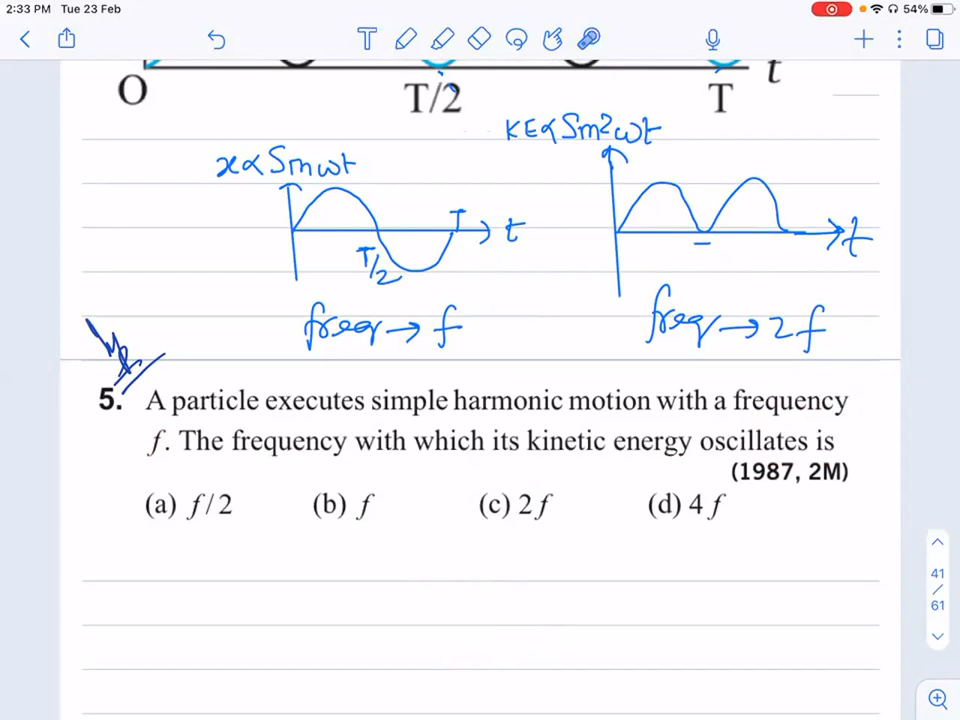 2:33 PM Tue 23 Feb
54%
O T/2 T t
KE∝Sin²ωt
x∝Sinωt
T
t
t
T/2
freq → f
freq → 2f
Imp
5. A particle executes simple harmonic motion with a frequency
f. The frequency with which its kinetic energy oscillates is
(1987, 2M)
(a) f/2 (b) f (c) 2f (d) 4f
41
/
61